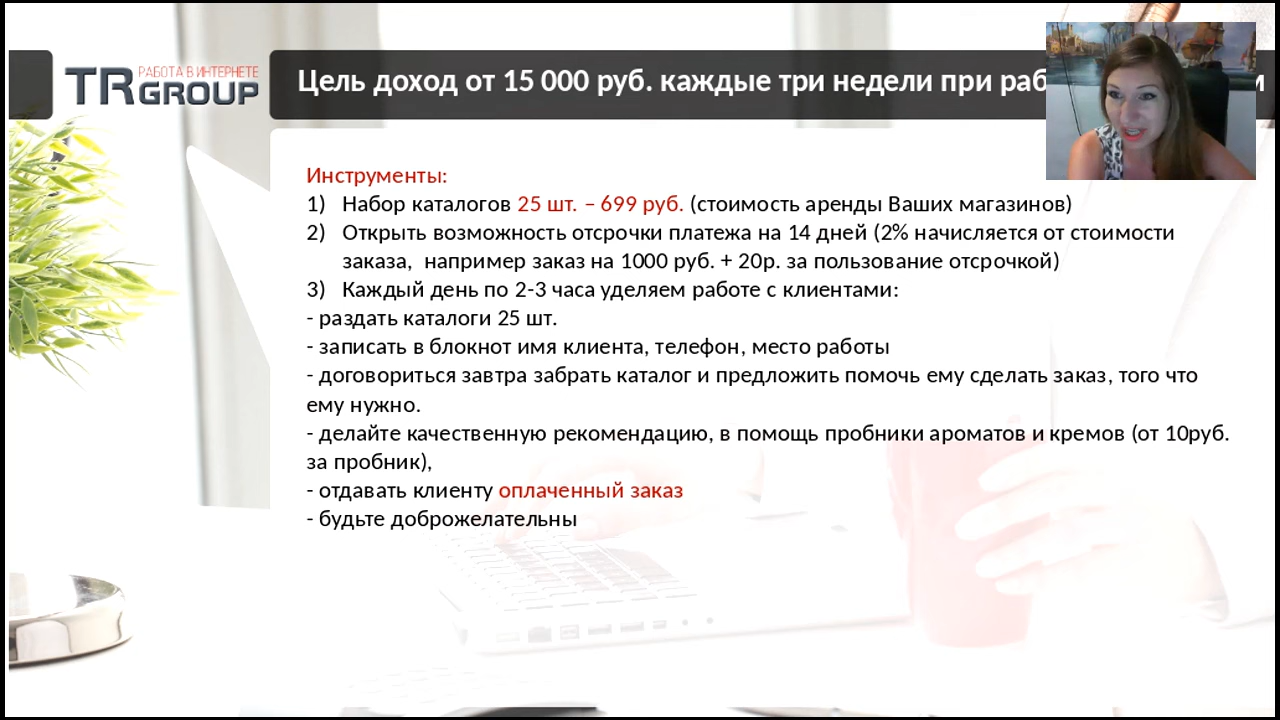 РАБОТА В ИНТЕРНЕТЕ
TRGROUP
Цель доход от 15 000 руб. каждые три недели при
Инструменты:
1) Набор каталогов 25 шт. – 699 руб. (стоимость аренды Ваших магазинов)
2) Открыть возможность отсрочки платежа на 14 дней (2% начисляется от стоимости
заказа, например заказ на 1000 руб. + 20р. за пользование отсрочкой)
3) Каждый день по 2-3 часа уделяем работе с клиентами:
- раздать каталоги 25 шт.
- записать в блокнот имя клиента, телефон, место работы
- договориться завтра забрать каталог и предложить помочь ему сделать заказ, того что
ему нужно.
- делайте качественную рекомендацию, в помощь пробники ароматов и кремов (от 10руб.
за пробник),
- отдавать клиенту оплаченный заказ
- будьте доброжелательны